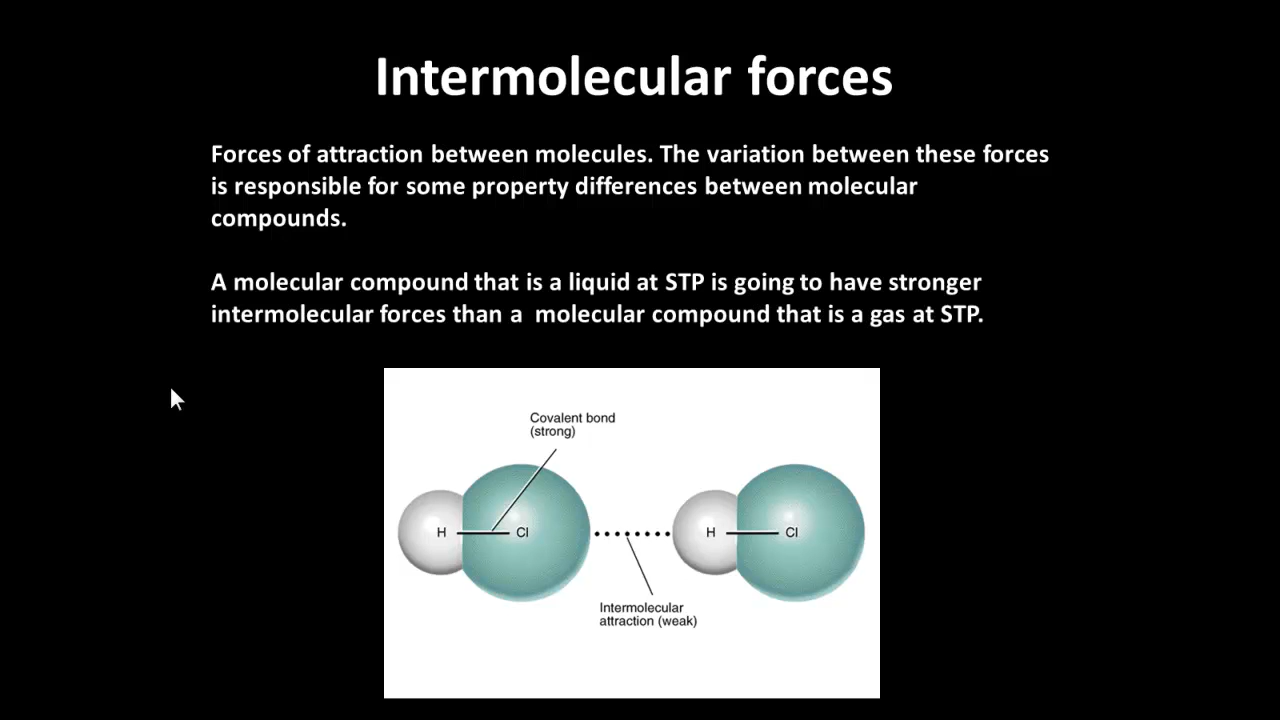 Intermolecular forces
Forces of attraction between molecules. The variation between these forces
is responsible for some property differences between molecular
compounds.
A molecular compound that is a liquid at STP is going to have stronger
intermolecular forces than a  molecular compound that is a gas at STP.
Covalent bond
(strong)
H Cl H Cl
Intermolecular
attraction (weak)